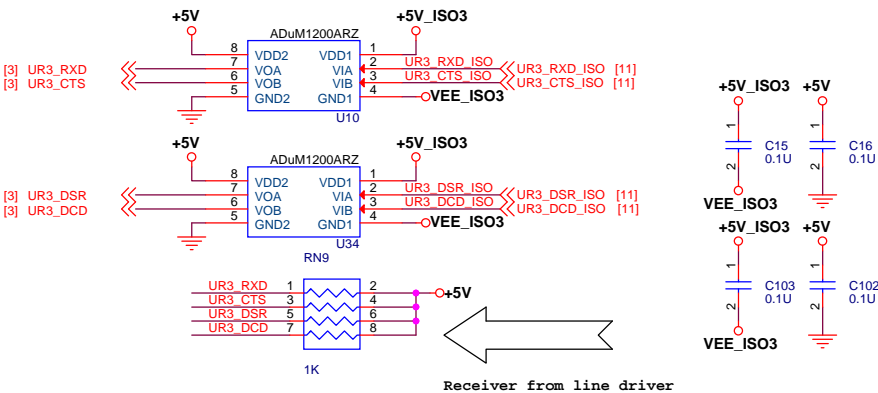 +5V +5V_ISO3
ADuM1200ARZ
8 VDD2 VDD1 1
[3] UR3_RXD 7 VOA VIA 2 UR3_RXD_ISO UR3_RXD_ISO [11]
[3] UR3_CTS 6 VOB VIB 3 UR3_CTS_ISO UR3_CTS_ISO [11]
5 GND2 GND1 4 VEE_ISO3
U10
+5V +5V_ISO3
ADuM1200ARZ
8 VDD2 VDD1 1
[3] UR3_DSR 7 VOA VIA 2 UR3_DSR_ISO UR3_DSR_ISO [11]
[3] UR3_DCD 6 VOB VIB 3 UR3_DCD_ISO UR3_DCD_ISO [11]
5 GND2 GND1 4 VEE_ISO3
U34
RN9
UR3_RXD 1 2 +5V
UR3_CTS 3 4
UR3_DSR 5 6
UR3_DCD 7 8
1K
Receiver from line driver
+5V_ISO3 +5V
1 1
C15 C16
0.1U 0.1U
2 2
VEE_ISO3
+5V_ISO3 +5V
1 1
C103 C102
0.1U 0.1U
2 2
VEE_ISO3